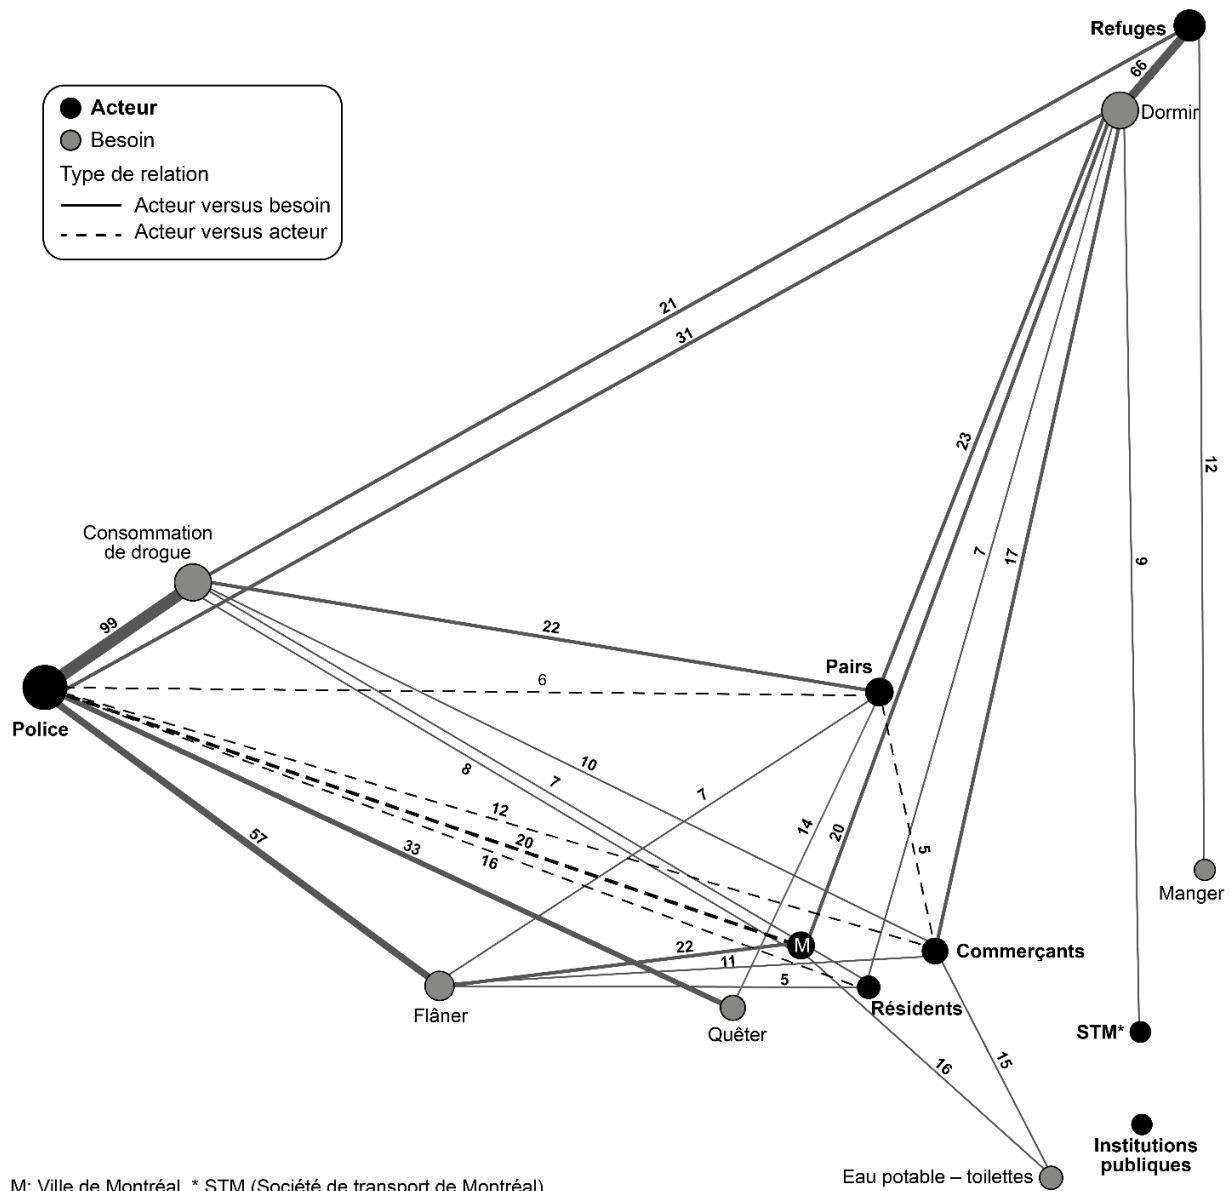 Refuges
66
Dormir
Acteur
Besoin
Type de relation
Acteur versus besoin
Acteur versus acteur
21
31
23
12
7
17
9
Consommation
de drogue
99
22
Pairs
6
Police
10
8
7
7
12
14
20
5
20
57
33
16
Manger
M
22
Commerçants
11
5
Flâner
Résidents
Quêter
STM*
16
15
Institutions
publiques
Eau potable – toilettes
M: Ville de Montréal * STM (Société de transport de Montréal)